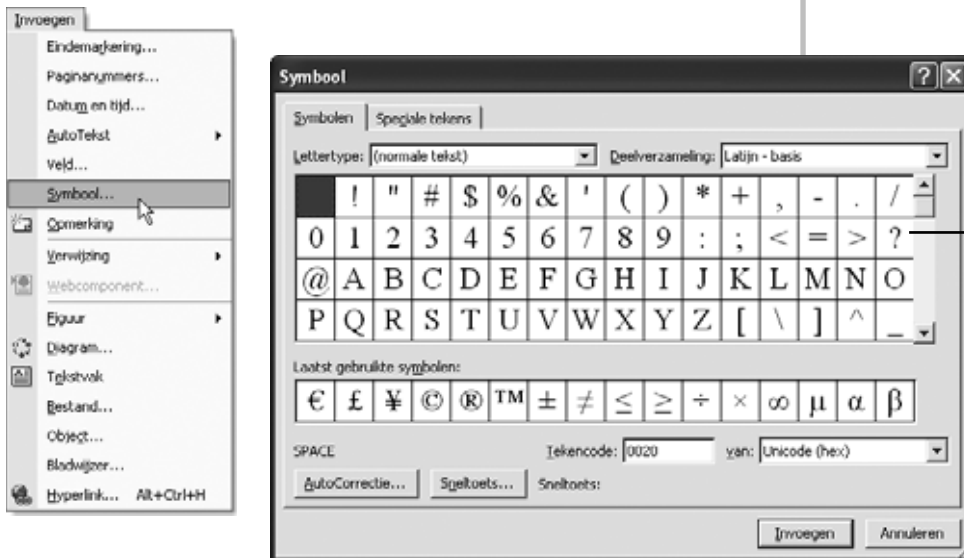 Invoegen
Eindemarkering...
Paginanummers...
Datum en tijd...
AutoTekst
Veld...
Symbool...
Opmerking
Verwijzing
Webcomponent...
Figuur
Diagram...
Tekstvak
Bestand...
Object...
Bladwijzer...
Hyperlink... Alt+Ctrl+H
Symbool
Symbolen Speciale tekens
Lettertype: (normale tekst) Deelverzameling: Latijn - basis
! " # $ % & ' ( ) * + , - . /
0 1 2 3 4 5 6 7 8 9 : ; < = > ?
@ A B C D E F G H I J K L M N O
P Q R S T U V W X Y Z [ \ ] ^ _
Laatst gebruikte symbolen:
€ £ ¥ © ® ™ ± ≠ ≤ ≥ ÷ × ∞ µ α β
SPACE Tekencode: 0020 van: Unicode (hex)
AutoCorrectie... Sneltoets... Sneltoets:
Invoegen Annuleren